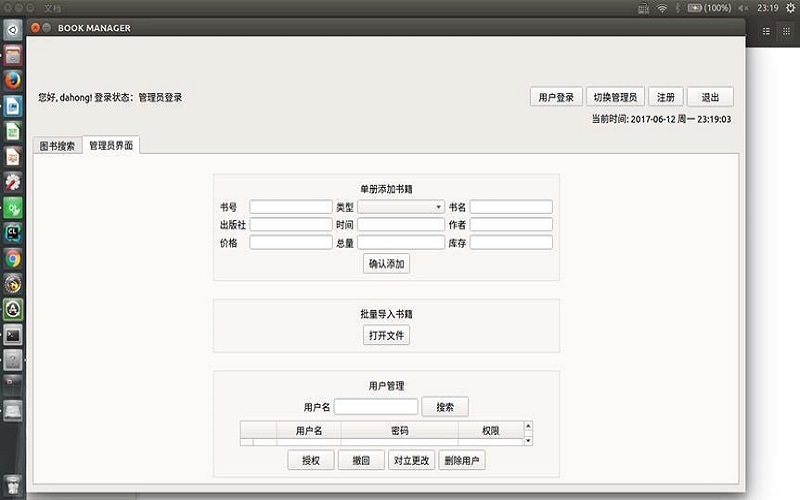 文档
(100%) 23:19
BOOK MANAGER
您好, dahong! 登录状态：管理员登录
用户登录 切换管理员 注册 退出
当前时间: 2017-06-12 周一 23:19:03
图书搜索 管理员界面
单册添加书籍
书号 类型 书名
出版社 时间 作者
价格 总量 库存
确认添加
批量导入书籍
打开文件
用户管理
用户名 搜索
用户名 密码 权限
授权 撤回 对立更改 删除用户